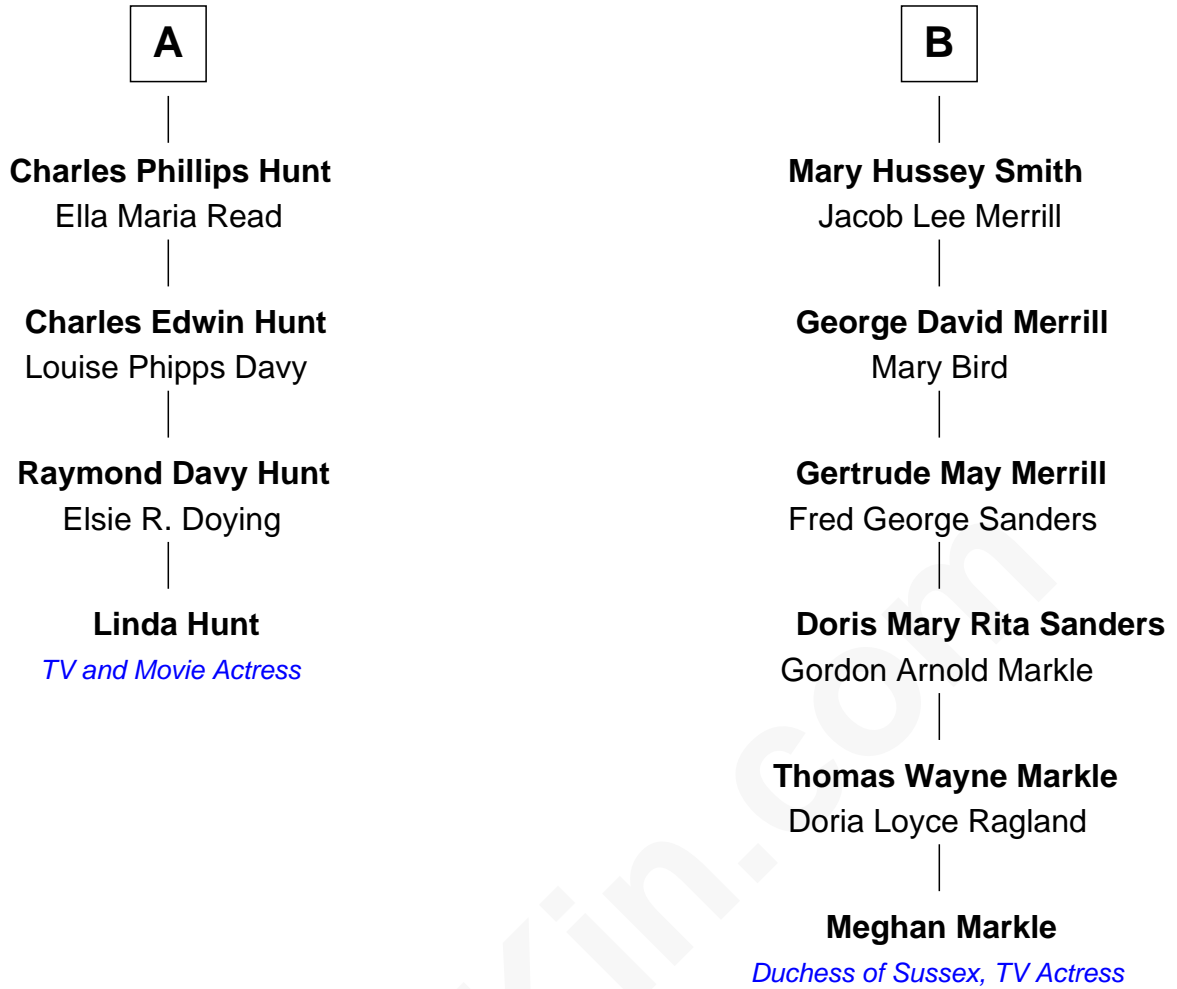 A
Charles Phillips Hunt
Ella Maria Read
Charles Edwin Hunt
Louise Phipps Davy
Raymond Davy Hunt
Elsie R. Doying
Linda Hunt
TV and Movie Actress
B
Mary Hussey Smith
Jacob Lee Merrill
George David Merrill
Mary Bird
Gertrude May Merrill
Fred George Sanders
Doris Mary Rita Sanders
Gordon Arnold Markle
Thomas Wayne Markle
Doria Loyce Ragland
Meghan Markle
Duchess of Sussex, TV Actress
Kin.com